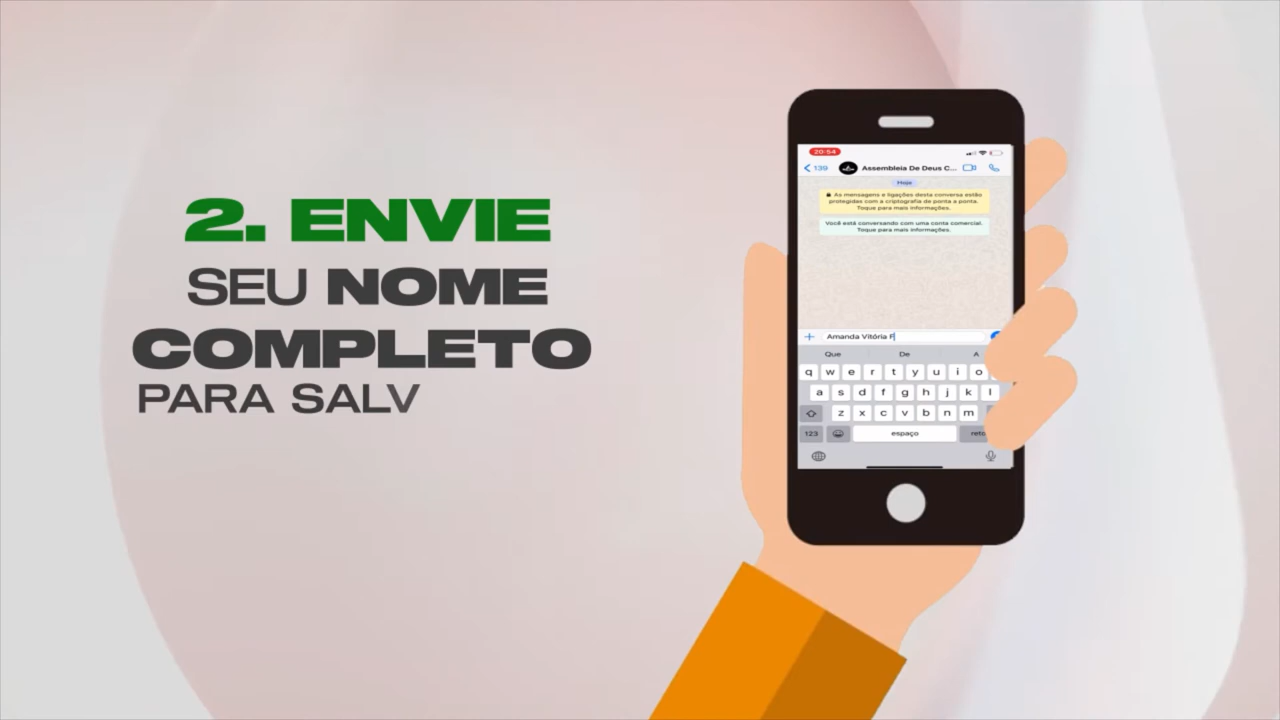 2. ENVIE
SEU NOME
COMPLETO
PARA SALV
20:54
139
Assembleia De Deus C...
Hoje
As mensagens e ligações desta conversa estão
protegidas com a criptografia de ponta a ponta.
Toque para mais informações.
Você está conversando com uma conta comercial.
Toque para mais informações.
Amanda Vitória F
Que De A
q w e r t y u i o
a s d f g h j k l
z x c v b n m
123 espaço reto